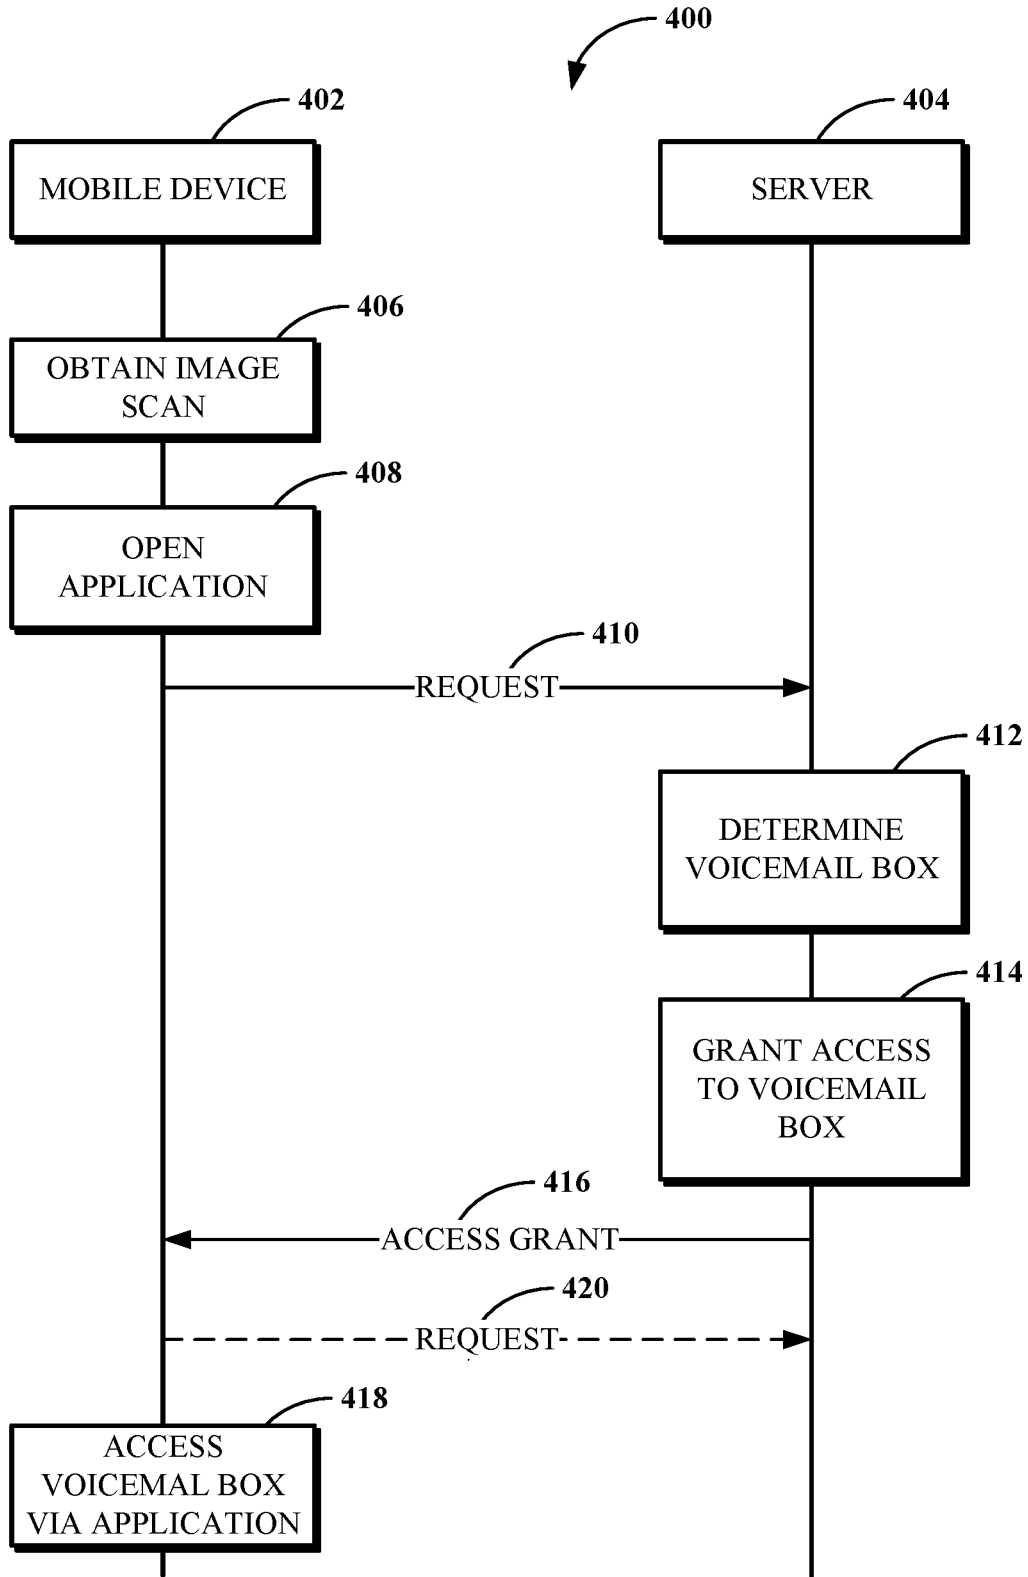 400
402
404
MOBILE DEVICE
SERVER
406
OBTAIN IMAGE
SCAN
408
OPEN
APPLICATION
410
REQUEST
412
DETERMINE
VOICEMAIL BOX
414
GRANT ACCESS
TO VOICEMAIL
BOX
416
ACCESS GRANT
420
REQUEST
418
ACCESS
VOICEMAL BOX
VIA APPLICATION